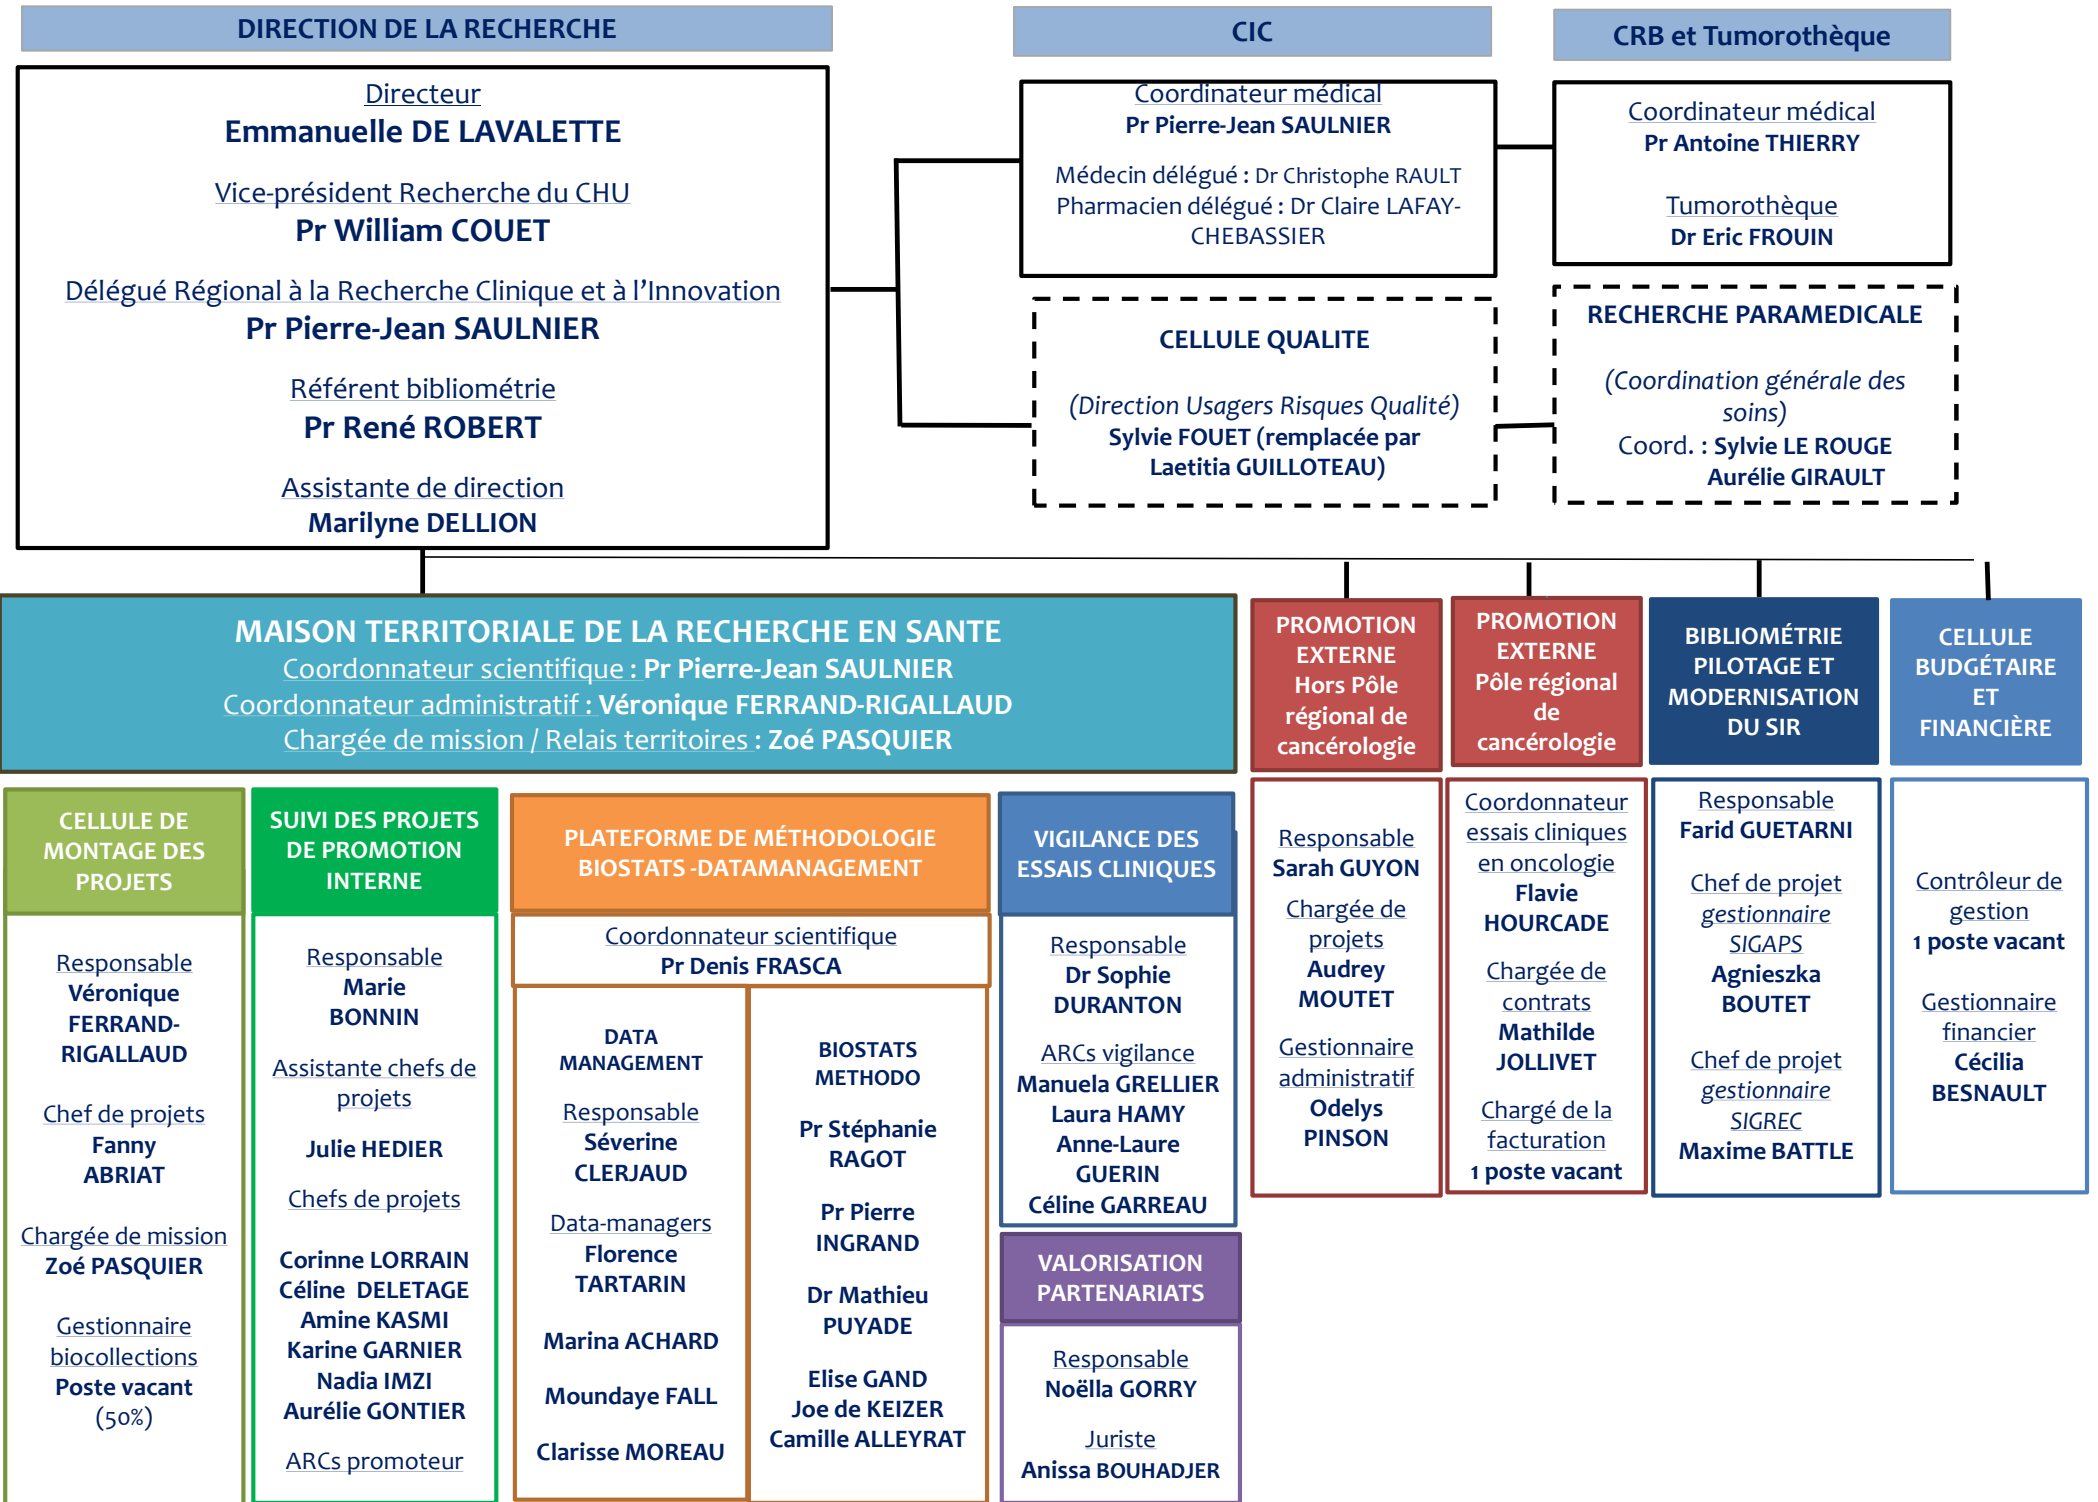 DIRECTION DE LA RECHERCHE
Directeur
Emmanuelle DE LAVALETTE
Vice-président Recherche du CHU
Pr William COUET
Délégué Régional à la Recherche Clinique et à l’Innovation
Pr Pierre-Jean SAULNIER
Référent bibliométrie
Pr René ROBERT
Assistante de direction
Marilyne DELLION
CIC
Coordinateur médical
Pr Pierre-Jean SAULNIER
Médecin délégué : Dr Christophe RAULT
Pharmacien délégué : Dr Claire LAFAY-
CHEBASSIER
CRB et Tumorothèque
Coordinateur médical
Pr Antoine THIERRY
Tumorothèque
Dr Eric FROUIN
CELLULE QUALITE
(Direction Usagers Risques Qualité)
Sylvie FOUET (remplacée par
Laetitia GUILLOTEAU)
RECHERCHE PARAMEDICALE
(Coordination générale des
soins)
Coord. : Sylvie LE ROUGE
Aurélie GIRAULT
MAISON TERRITORIALE DE LA RECHERCHE EN SANTE
Coordonnateur scientifique : Pr Pierre-Jean SAULNIER
Coordonnateur administratif : Véronique FERRAND-RIGALLAUD
Chargée de mission / Relais territoires : Zoé PASQUIER
CELLULE DE
MONTAGE DES
PROJETS
Responsable
Véronique
FERRAND-
RIGALLAUD
Chef de projets
Fanny
ABRIAT
Chargée de mission
Zoé PASQUIER
Gestionnaire
biocollections
Poste vacant
(50%)
SUIVI DES PROJETS
DE PROMOTION
INTERNE
Responsable
Marie
BONNIN
Assistante chefs de
projets
Julie HEDIER
Chefs de projets
Corinne LORRAIN
Céline DELETAGE
Amine KASMI
Karine GARNIER
Nadia IMZI
Aurélie GONTIER
ARCs promoteur
PLATEFORME DE MÉTHODOLOGIE
BIOSTATS -DATAMANAGEMENT
Coordonnateur scientifique
Pr Denis FRASCA
DATA
MANAGEMENT
Responsable
Séverine
CLERJAUD
Data-managers
Florence
TARTARIN
Marina ACHARD
Moundaye FALL
Clarisse MOREAU
BIOSTATS
METHODO
Pr Stéphanie
RAGOT
Pr Pierre
INGRAND
Dr Mathieu
PUYADE
Elise GAND
Joe de KEIZER
Camille ALLEYRAT
VIGILANCE DES
ESSAIS CLINIQUES
Responsable
Dr Sophie
DURANTON
ARCs vigilance
Manuela GRELLIER
Laura HAMY
Anne-Laure
GUERIN
Céline GARREAU
VALORISATION
PARTENARIATS
Responsable
Noëlla GORRY
Juriste
Anissa BOUHADJER
PROMOTION
EXTERNE
Hors Pôle
régional de
cancérologie
Responsable
Sarah GUYON
Chargée de
projets
Audrey
MOUTET
Gestionnaire
administratif
Odelys
PINSON
PROMOTION
EXTERNE
Pôle régional
de
cancérologie
Coordonnateur
essais cliniques
en oncologie
Flavie
HOURCADE
Chargée de
contrats
Mathilde
JOLLIVET
Chargé de la
facturation
1 poste vacant
BIBLIOMÉTRIE
PILOTAGE ET
MODERNISATION
DU SIR
Responsable
Farid GUETARNI
Chef de projet
gestionnaire
SIGAPS
Agnieszka
BOUTET
Chef de projet
gestionnaire
SIGREC
Maxime BATTLE
CELLULE
BUDGÉTAIRE
ET
FINANCIÈRE
Contrôleur de
gestion
1 poste vacant
Gestionnaire
financier
Cécilia
BESNAULT